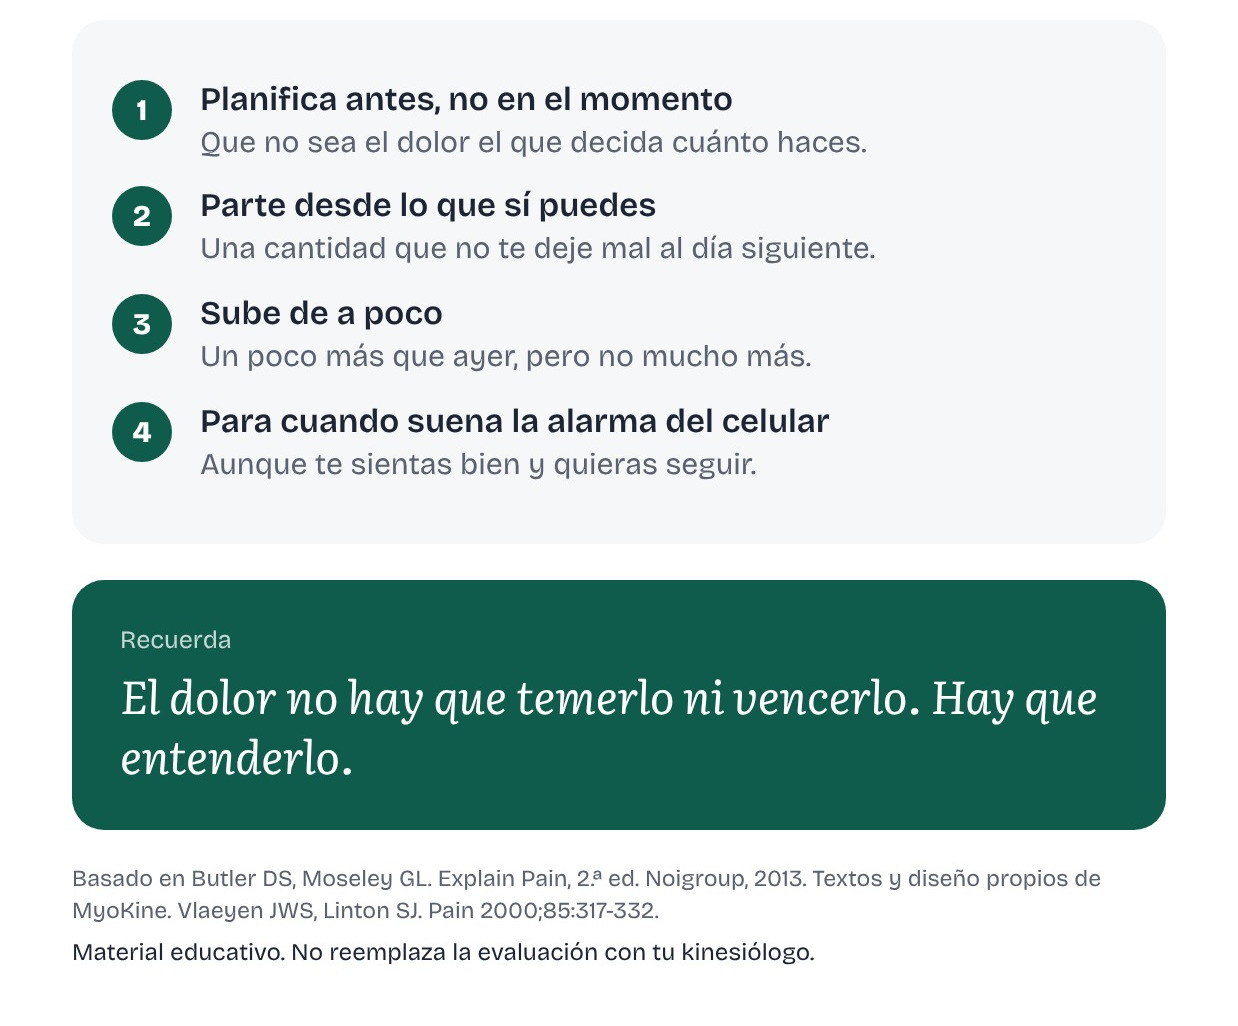 1
Planifica antes, no en el momento
Que no sea el dolor el que decida cuánto haces.
2
Parte desde lo que sí puedes
Una cantidad que no te deje mal al día siguiente.
3
Sube de a poco
Un poco más que ayer, pero no mucho más.
4
Para cuando suena la alarma del celular
Aunque te sientas bien y quieras seguir.
Recuerda
El dolor no hay que temerlo ni vencerlo. Hay que
entenderlo.
Basado en Butler DS, Moseley GL. Explain Pain, 2.ª ed. Noigroup, 2013. Textos y diseño propios de
MyoKine. Vlaeyen JWS, Linton SJ. Pain 2000;85:317-332.
Material educativo. No reemplaza la evaluación con tu kinesiólogo.